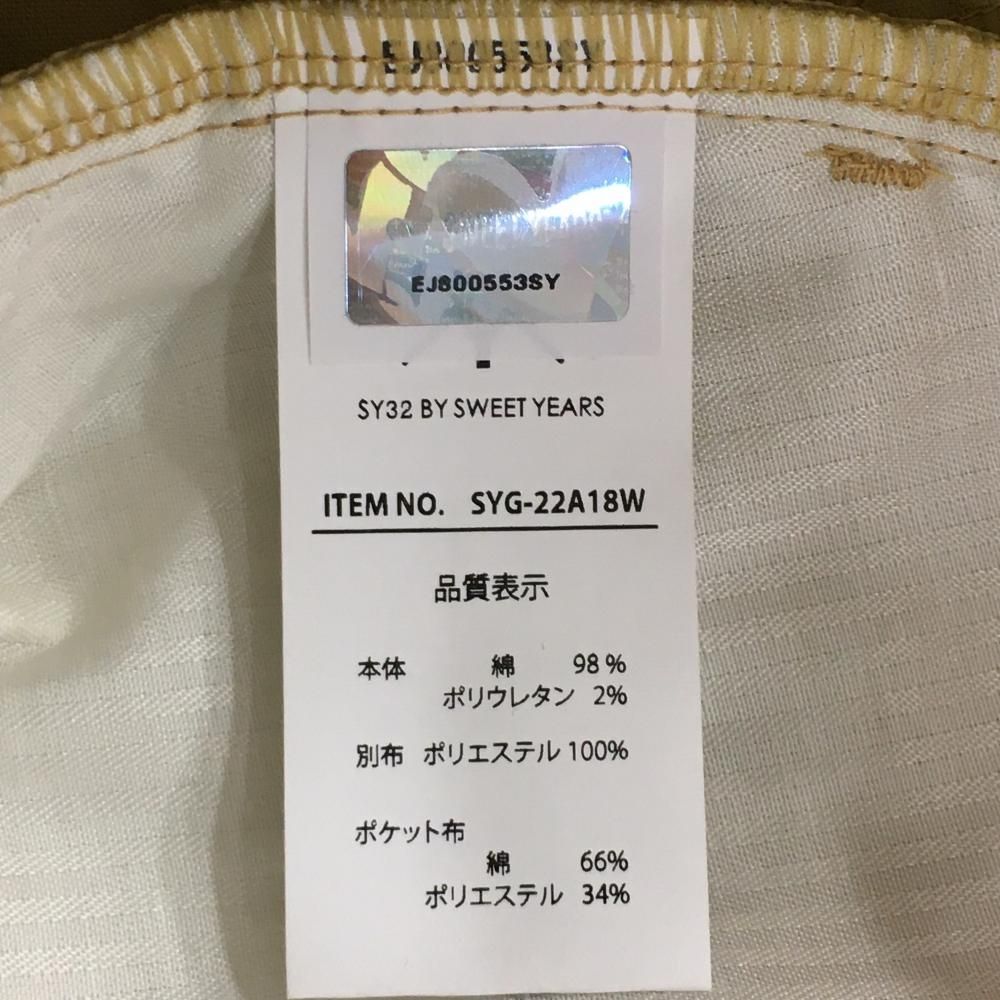 EJ800553SY
EJ800553SY
SY32 BY SWEET YEARS
ITEM NO. SYG-22A18W
品質表示
本体 綿 98%
ポリウレタン 2%
別布 ポリエステル 100%
ポケット布
綿 66%
ポリエステル 34%